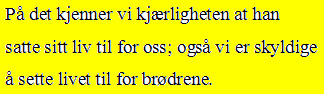 På det kjenner vi kjærligheten at han
satte sitt liv til for oss; også vi er skyldige
å sette livet til for brødrene.